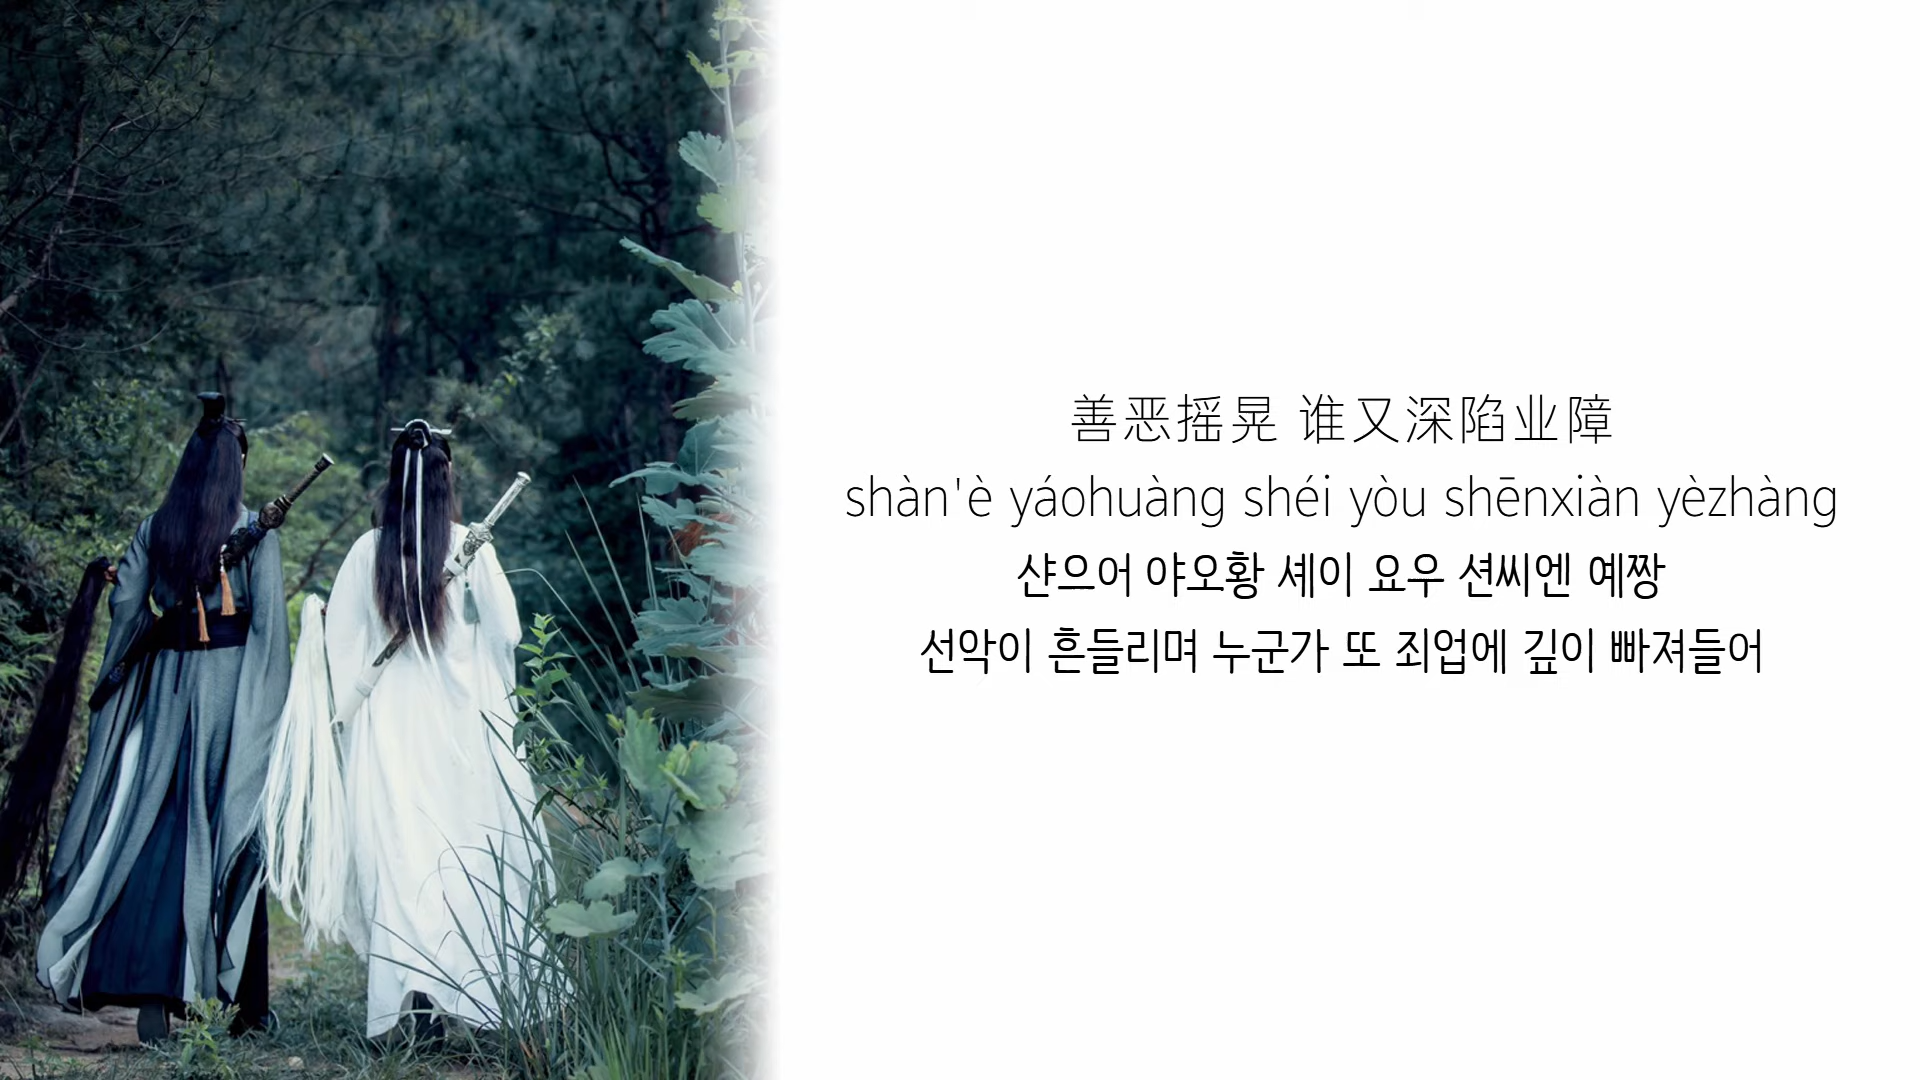 善恶摇晃 谁又深陷业障
shàn'è yáohuàng shéi yòu shēnxiàn yèzhàng
샨으어 야오황 셰이 요우 션씨엔 예짱
선악이 흔들리며 누군가 또 죄업에 깊이 빠져들어